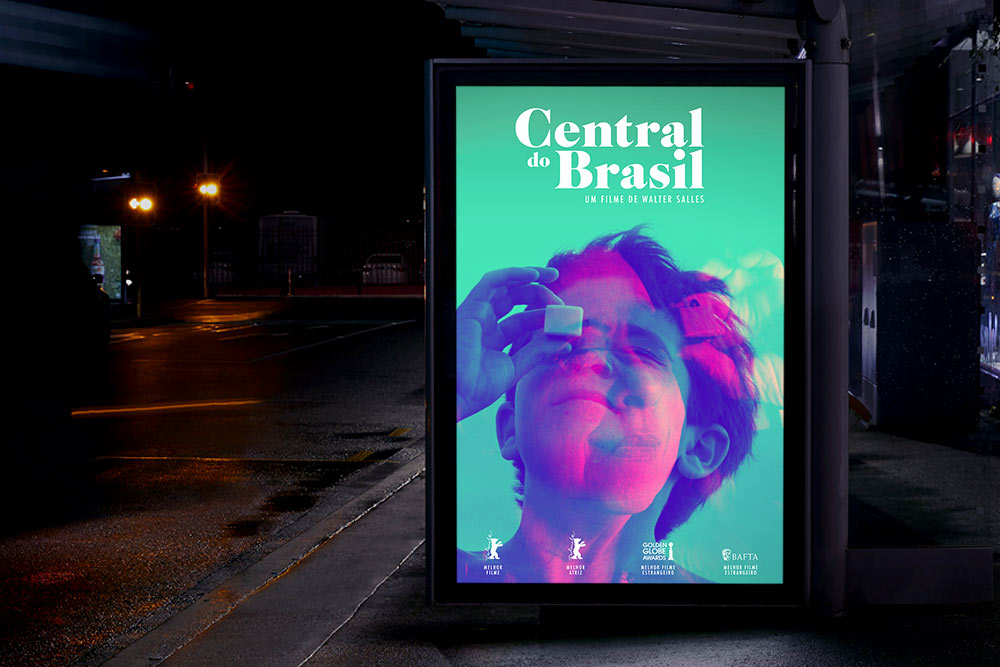 Central
do Brasil
UM FILME DE WALTER SALLES
MELHOR
FILME
MELHOR
ATRIZ
GOLDEN
GLOBE
AWARDS
MELHOR FILME
ESTRANGEIRO
BAFTA
MELHOR FILME
ESTRANGEIRO